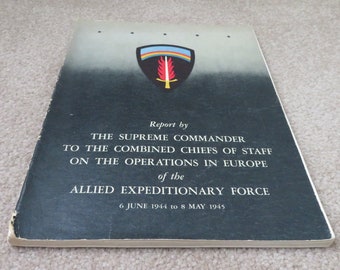 Report by
THE SUPREME COMMANDER
TO THE COMBINED CHIEFS OF STAFF
ON THE OPERATIONS IN EUROPE
of the
ALLIED EXPEDITIONARY FORCE
6 JUNE 1944 to 8 MAY 1945